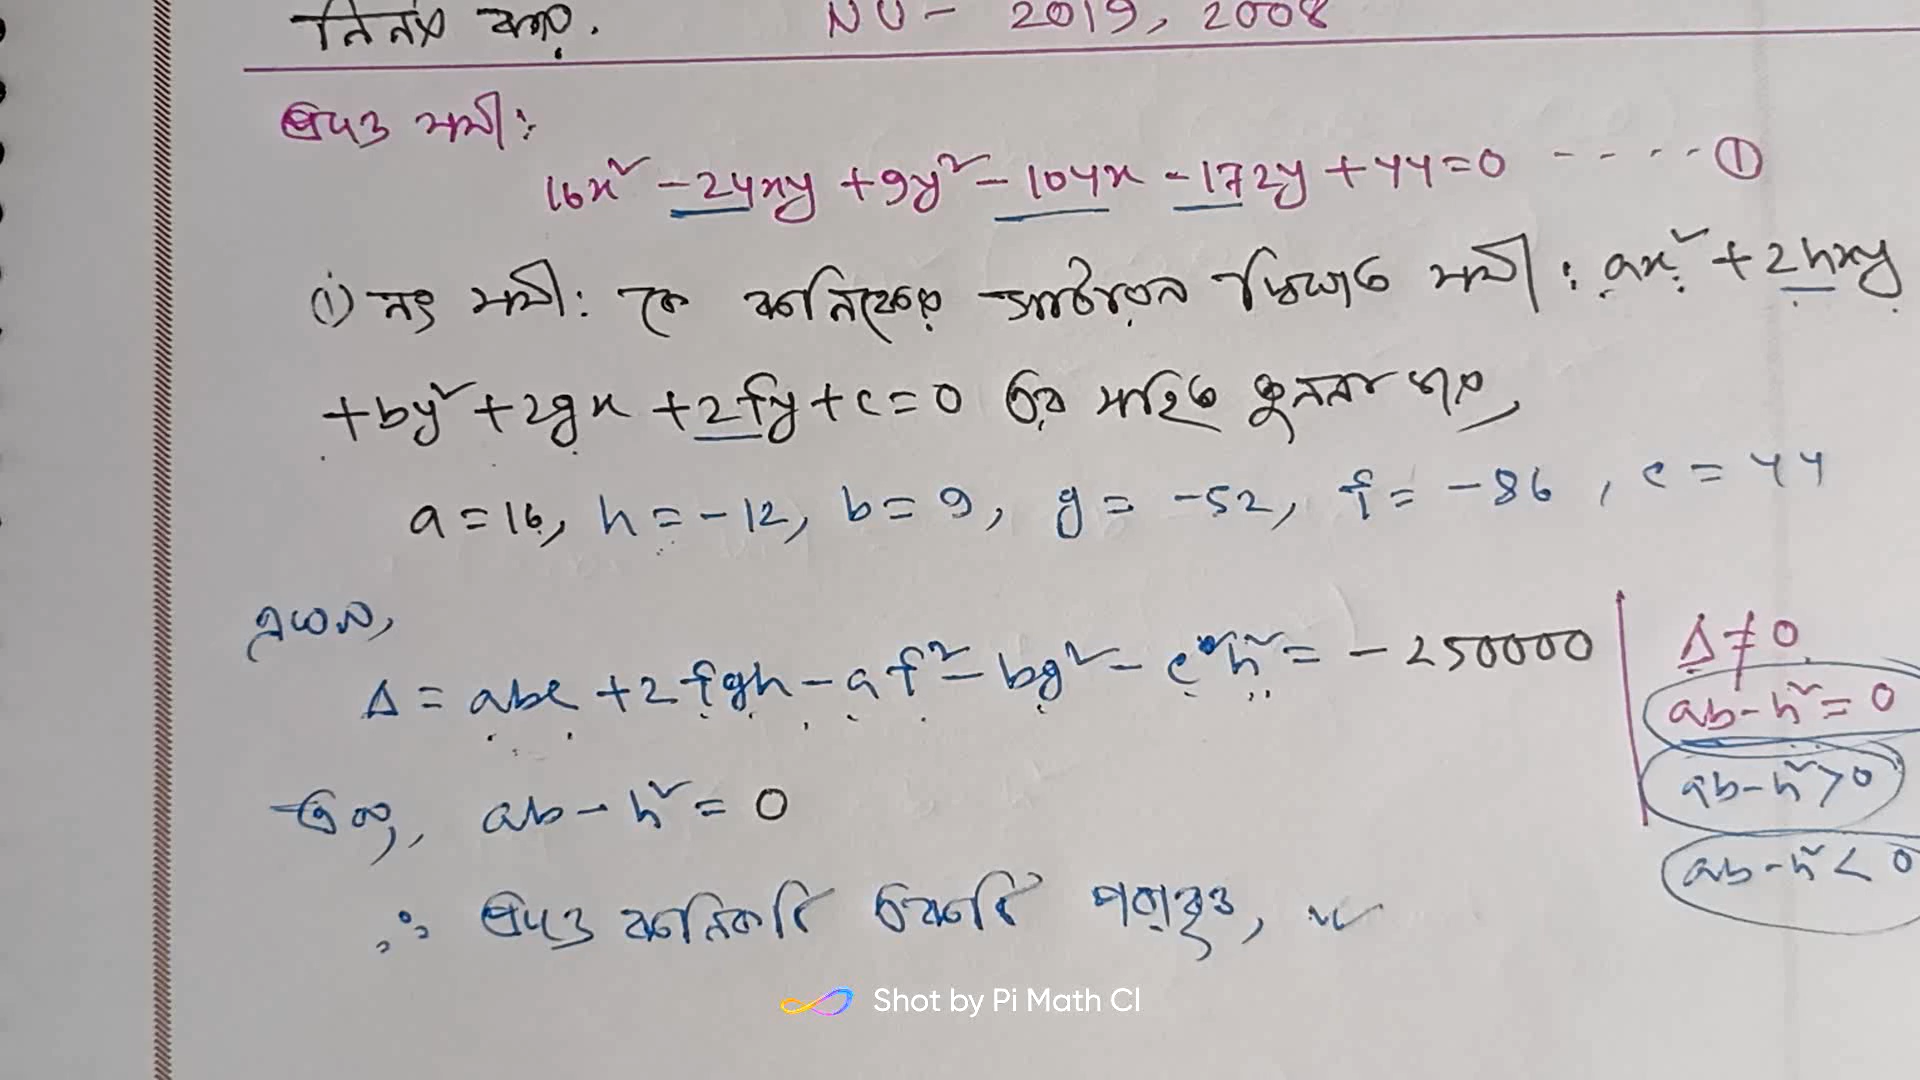 নির্ণয় কর. NU - 2019, 2008
প্রদত্ত সমী:
16x² - 24xy + 9y² - 104x - 172y + 44 = 0 ---- ①
① নং সমী: কে কনিকের সাধারণ দ্বিঘাত সমী: ax² + 2hxy
+ by² + 2gx + 2fy + c = 0 এর সহিত তুলনা করে,
a = 16, h = -12, b = 9, g = -52, f = -86, c = 44
এখন,
Δ = abc + 2fgh - af² - bg² - ch² = -250000
Δ ≠ 0
ab - h² = 0
ab - h² > 0
ab - h² < 0
এবং, ab - h² = 0
∴ প্রদত্ত কনিকটি একটি পরাবৃত্ত,
Shot by Pi Math Cl